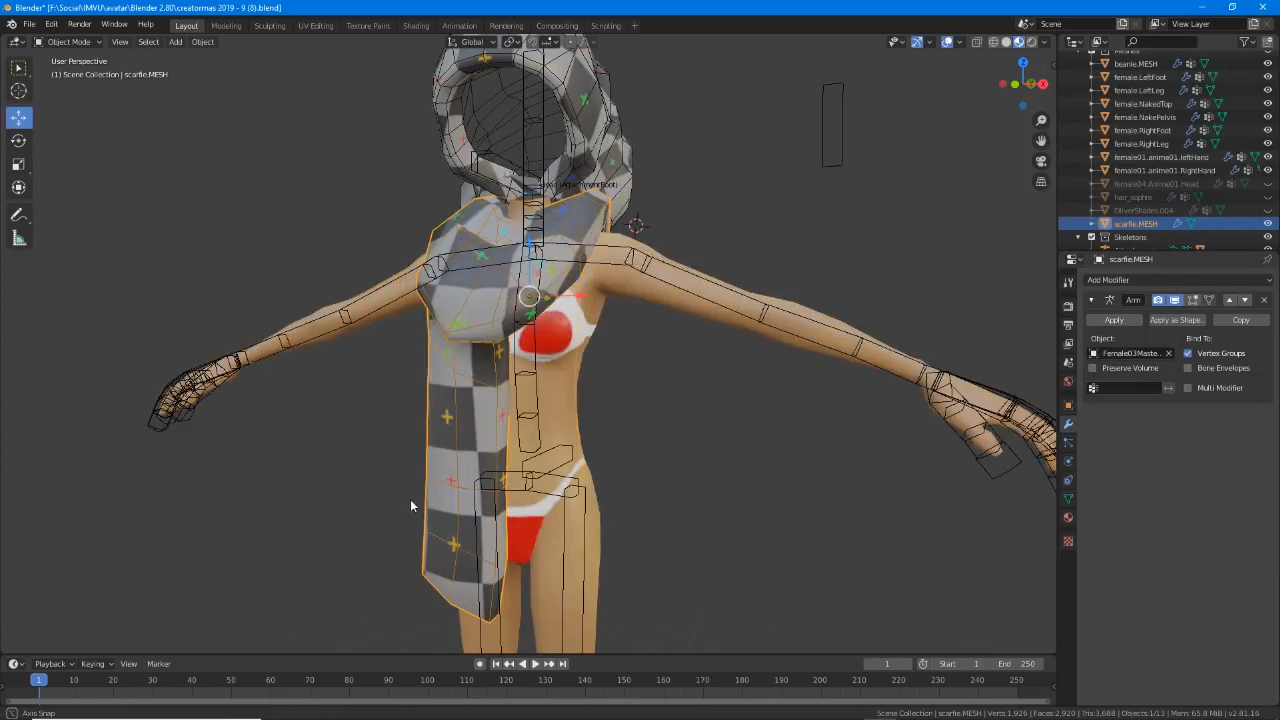 Blender* [F:\Social\IMVU\avatar\Blender 2.80\creatormas 2019 - 9 (8).blend]
File Edit Render Window Help Layout Modeling Sculpting UV Editing Texture Paint Shading Animation Rendering Compositing Scripting + Scene View Layer
Object Mode View Select Add Object Global
User Perspective
(1) Scene Collection | scarfie.MESH
Z
X
Meshes
beanie.MESH
female.LeftFoot
female.LeftLeg
female.NakedTop
female.NakePelvis
female.RightFoot
female.RightLeg
female01.anime01.leftHand
female01.anime01.RightHand
female04.Anime01.Head
hair_sophie
OliverShades.004
scarfie.MESH
Skeletons
scarfie.MESH
Add Modifier
Arm
Apply Apply as Shape.. Copy
Object: Bind To:
Female03Maste.. Vertex Groups
Preserve Volume Bone Envelopes
Multi Modifier
Playback Keying View Marker 1 Start 1 End 250
1 10 20 30 40 50 60 70 80 90 100 110 120 130 140 150 160 170 180 190 200 210 220 230 240 250
Axis Snap Scene Collection | scarfie.MESH | Verts:1,926 | Faces:2,920 | Tris:3,688 | Objects:1/13 | Mem: 65.8 MiB | v2.81.16